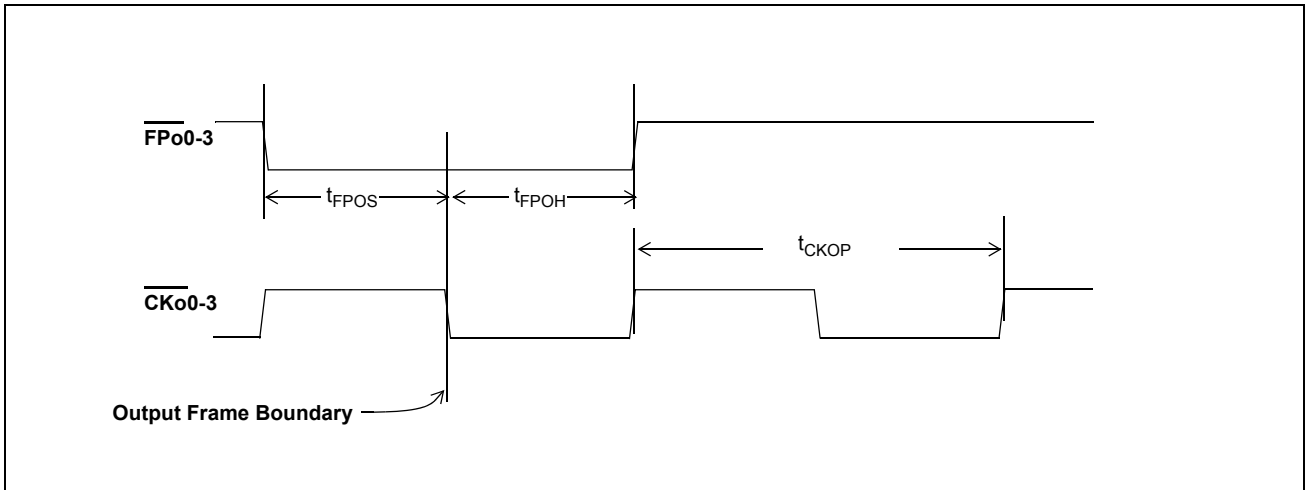 FPo0-3
tFPOS
tFPOH
tCKOP
CKo0-3
Output Frame Boundary